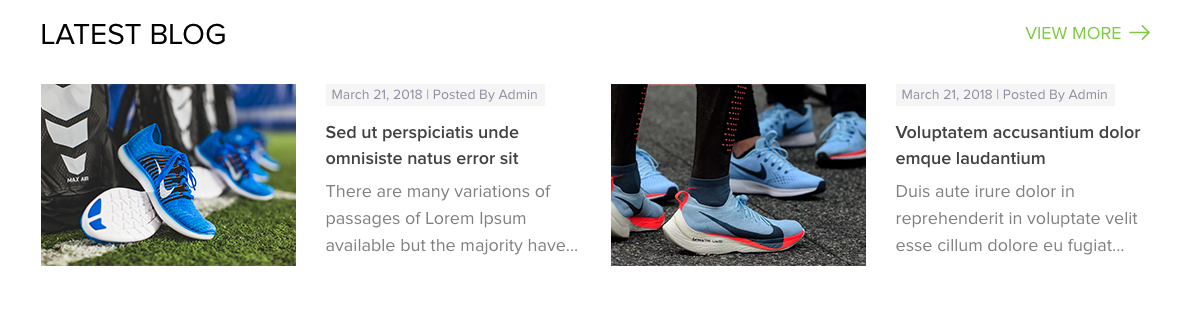 LATEST BLOG
VIEW MORE
MAX AIR
March 21, 2018 | Posted By Admin
Sed ut perspiciatis unde
omnisiste natus error sit
There are many variations of
passages of Lorem Ipsum
available but the majority have...
March 21, 2018 | Posted By Admin
Voluptatem accusantium dolor
emque laudantium
Duis aute irure dolor in
reprehenderit in voluptate velit
esse cillum dolore eu fugiat...